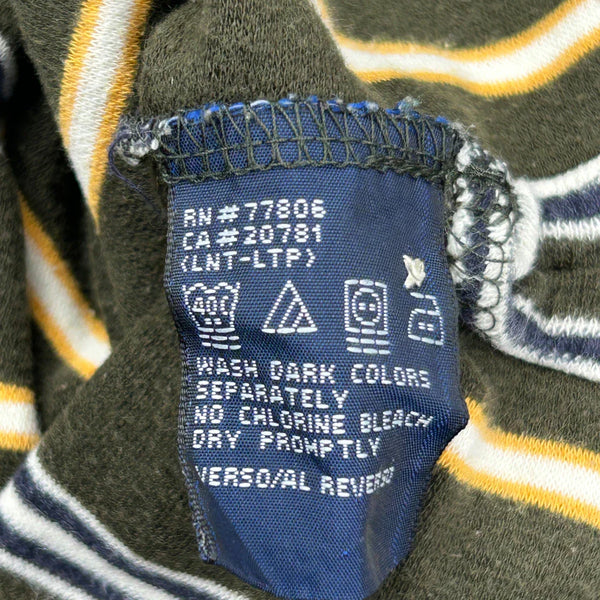 RN#77806
CA#20781
(LNT-LTP)
40C
WASH DARK COLORS
SEPARATELY
NO CHLORINE BLEACH
DRY PROMPTLY
VERSO/AL REVERSO